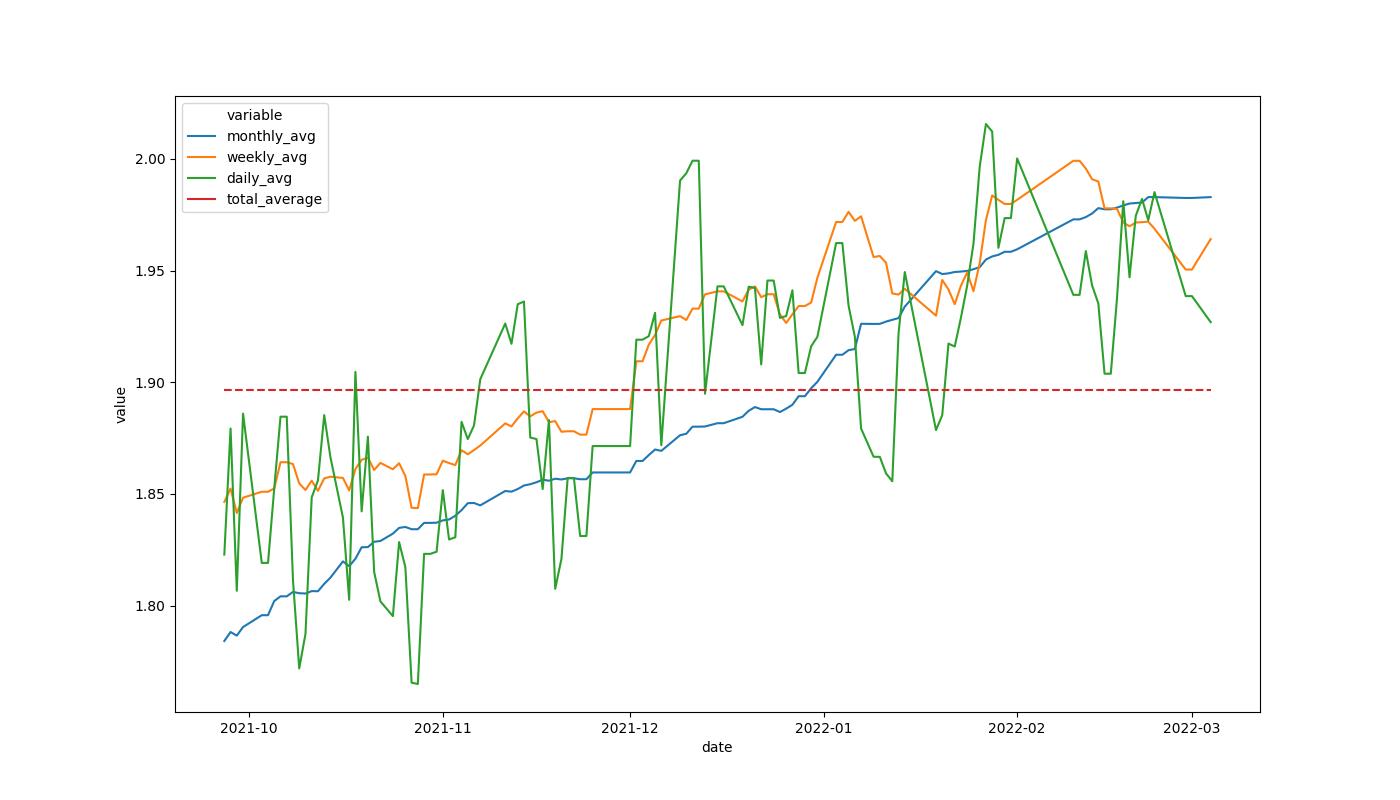 variable
monthly_avg
weekly_avg
daily_avg
total_average
2.00
1.95
1.90
1.85
1.80
value
2021-10 2021-11 2021-12 2022-01 2022-02 2022-03
date